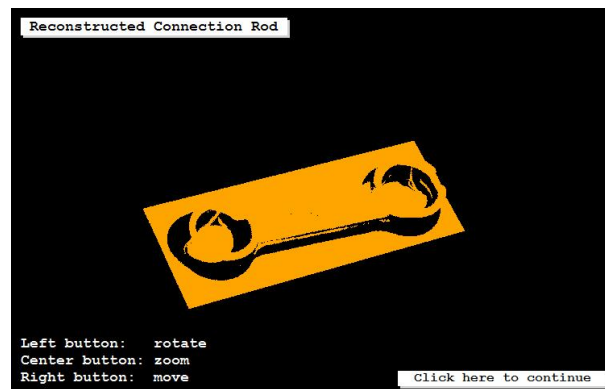 Reconstructed Connection Rod
Left button: rotate
Center button: zoom
Right button: move
Click here to continue